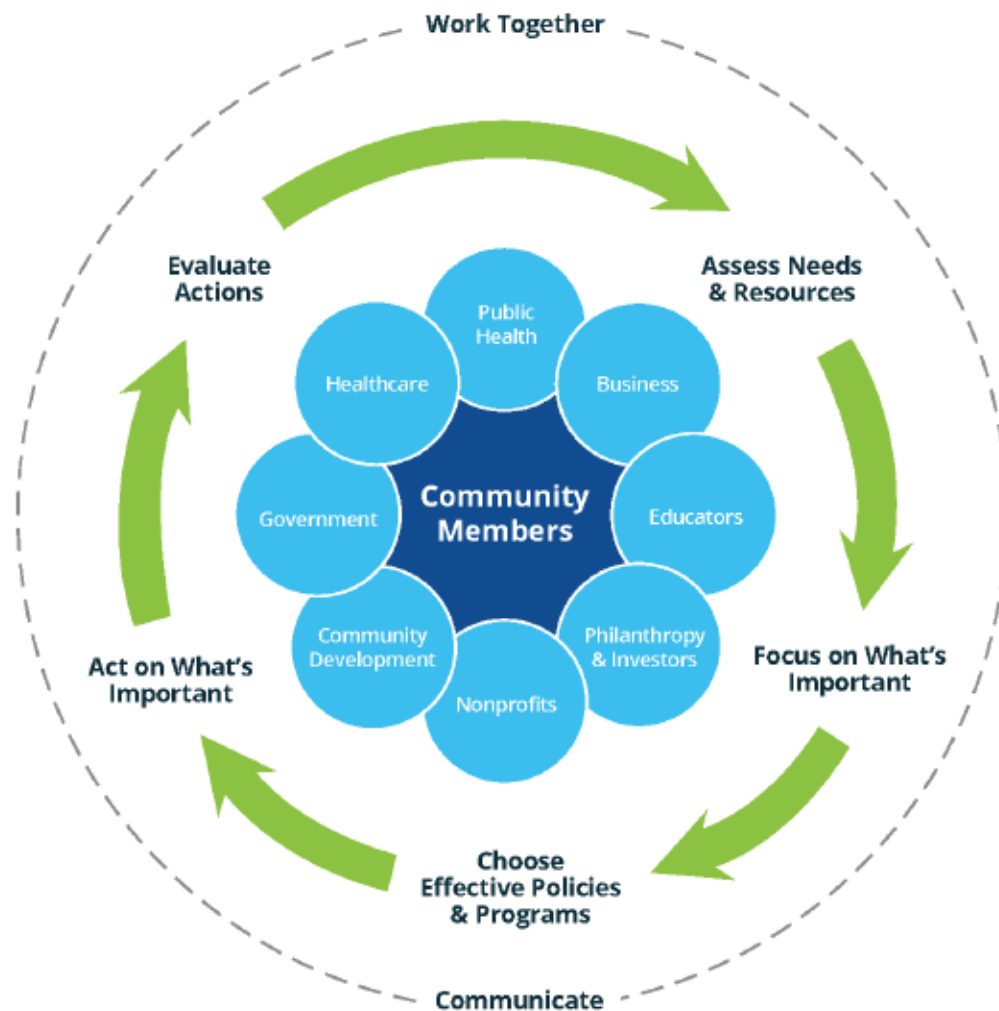 Work Together
Evaluate
Actions
Assess Needs
& Resources
Public
Health
Healthcare
Business
Community
Members
Government
Educators
Community
Development
Philanthropy
& Investors
Nonprofits
Act on What's
Important
Focus on What's
Important
Choose
Effective Policies
& Programs
Communicate